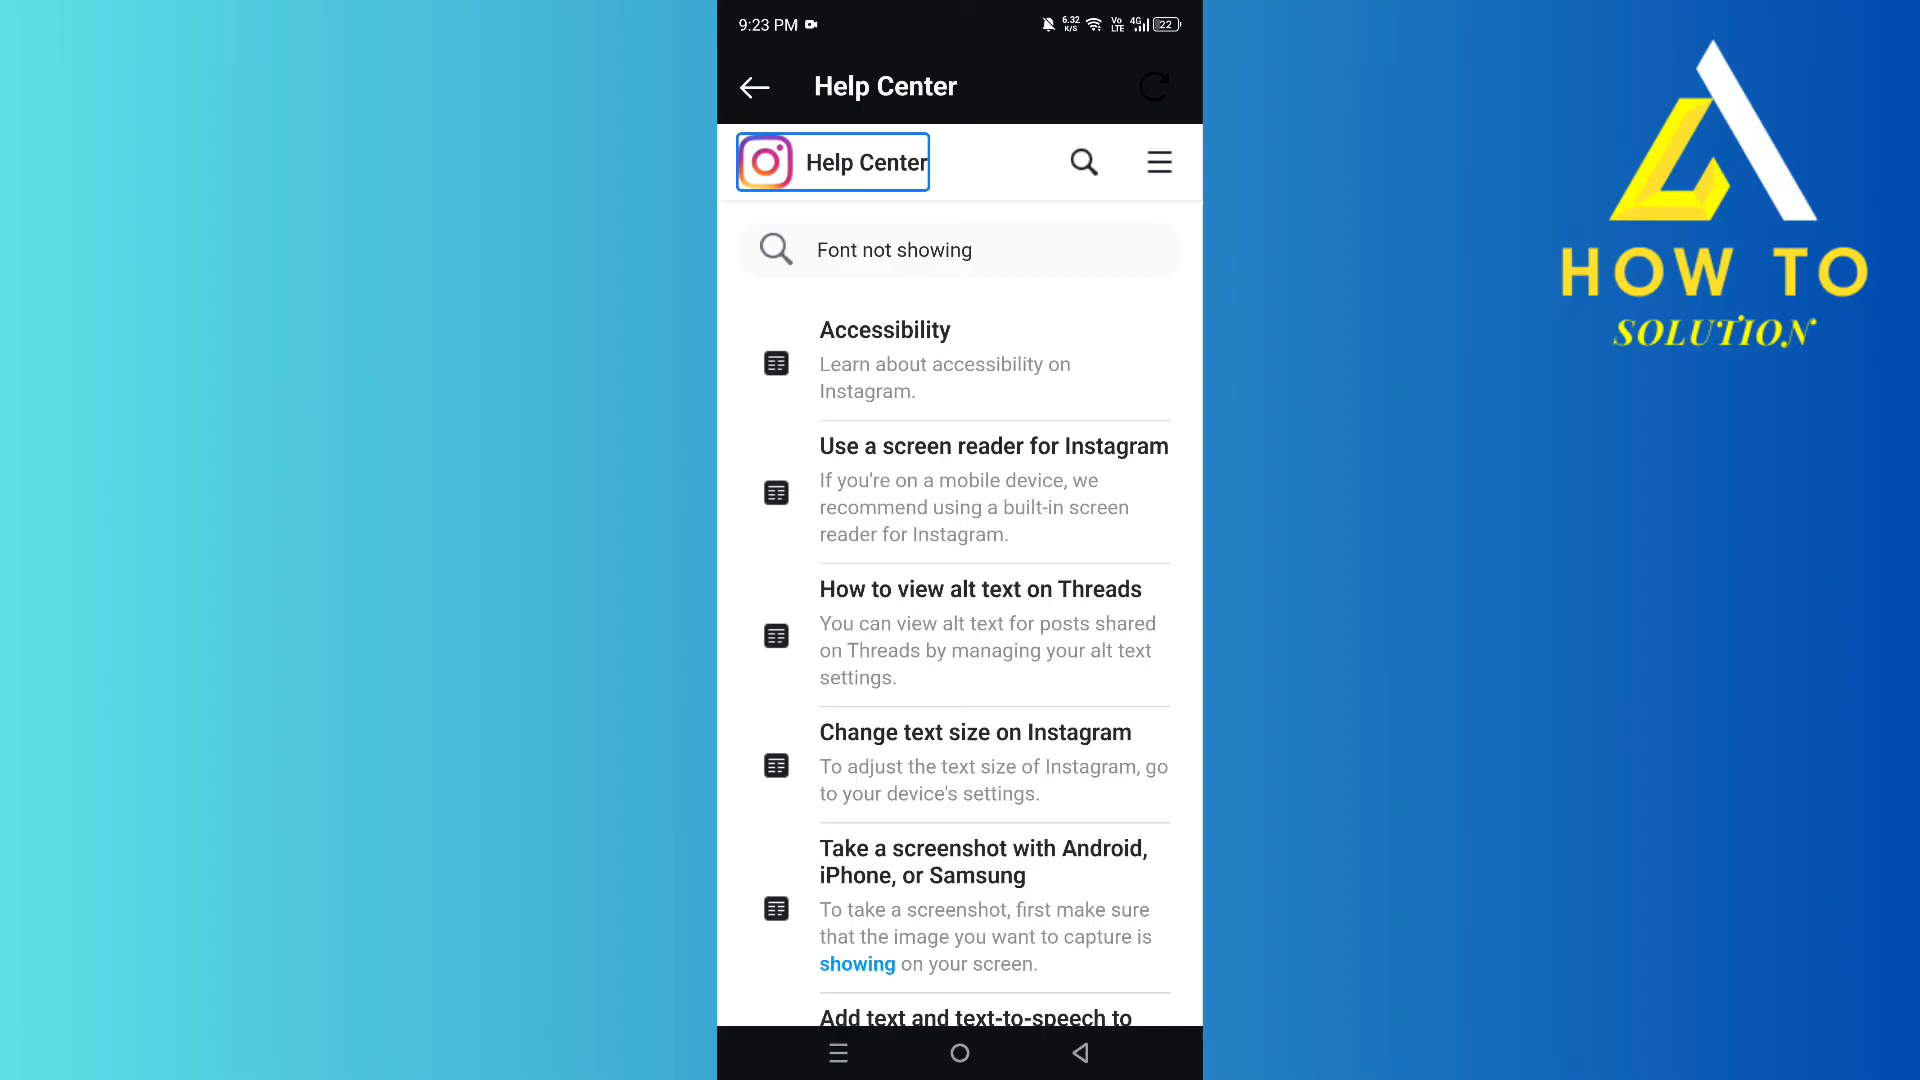 9:23 PM
6.32
K/S
Vo
LTE
4G
22
Help Center
Help Center
Font not showing
Accessibility
Learn about accessibility on
Instagram.
Use a screen reader for Instagram
If you're on a mobile device, we
recommend using a built-in screen
reader for Instagram.
How to view alt text on Threads
You can view alt text for posts shared
on Threads by managing your alt text
settings.
Change text size on Instagram
To adjust the text size of Instagram, go
to your device's settings.
Take a screenshot with Android,
iPhone, or Samsung
To take a screenshot, first make sure
that the image you want to capture is
showing on your screen.
Add text and text-to-speech to
HOW TO
SOLUTION